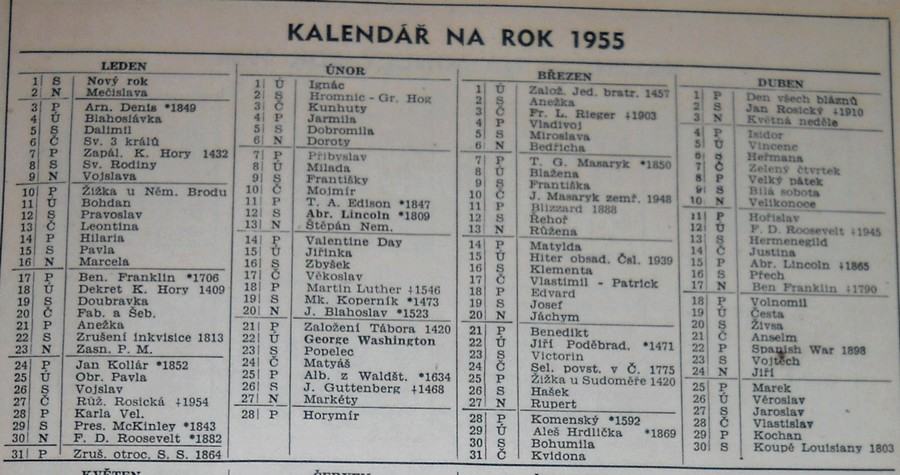 KALENDÁŘ NA ROK 1955
LEDEN
1 S Nový rok
2 N Mečislava
3 P Arn. Denis *1849
4 Ú Blahoslávka
5 S Dalimil
6 Č Sv. 3 králů
7 P Zapál. K. Hory 1432
8 S Sv. Rodiny
9 N Vojslava
10 P Žižka u Něm. Brodu
11 Ú Bohdan
12 S Pravoslav
13 Č Leontina
14 P Hilaria
15 S Pavla
16 N Marcela
17 P Ben. Franklin *1706
18 Ú Dekret K. Hory 1409
19 S Doubravka
20 Č Fab. a Šeb.
21 P Anežka
22 S Zrušení inkvisice 1813
23 N Zasn. P. M.
24 P Jan Kollár *1852
25 Ú Obr. Pavla
26 S Vojslav
27 Č Růž. Rosická ‡1954
28 P Karla Vel.
29 S Pres. McKinley *1843
30 N F. D. Roosevelt *1882
31 P Zruš. otroc. S. S. 1864
ÚNOR
1 Ú Ignác
2 S Hromnic - Gr. Hog
3 Č Kunhuty
4 P Jarmila
5 S Dobromila
6 N Doroty
7 P Přibyslav
8 Ú Milada
9 S Františky
10 Č Mojmír
11 P T. A. Edison *1847
12 S Abr. Lincoln *1809
13 N Štěpán Nem.
14 P Valentine Day
15 Ú Jiřinka
16 S Zbyšek
17 Č Věkoslav
18 P Martin Luther ‡1546
19 S Mk. Koperník *1473
20 N J. Blahoslav *1523
21 P Založení Tábora 1420
22 Ú George Washington
23 S Popelec
24 Č Matyáš
25 P Alb. z Waldšt. *1634
26 S J. Guttenberg ‡1468
27 N Markéty
28 P Horymír
BŘEZEN
1 Ú Založ. Jed. bratr. 1457
2 S Anežka
3 Č Fr. L. Rieger ‡1903
4 P Vladivoj
5 S Miroslava
6 N Bedřicha
7 P T. G. Masaryk *1850
8 Ú Blažena
9 S Františka
10 Č J. Masaryk zemř. 1948
11 P Blizzard 1888
12 S Řehoř
13 N Růžena
14 P Matylda
15 Ú Hitler obsad. Čsl. 1939
16 S Klementa
17 Č Vlastimil - Patrick
18 P Edvard
19 S Josef
20 N Jáchym
21 P Benedikt
22 Ú Jiří Poděbrad. *1471
23 S Victorin
24 Č Sel. povst. v Č. 1775
25 P Žižka u Sudoměře 1420
26 S Hašek
27 N Rupert
28 P Komenský *1592
29 Ú Aleš Hrdlička *1869
30 S Bohumila
31 Č Kvidona
DUBEN
1 P Den všech bláznů
2 S Jan Rosický ‡1910
3 N Květná neděle
4 P Isidor
5 Ú Vincenc
6 S Heřmana
7 Č Zelený čtvrtek
8 P Velký pátek
9 S Bílá sobota
10 N Velikonoce
11 P Hořislav
12 Ú F. D. Roosevelt ‡1945
13 S Hermenegild
14 Č Justina
15 P Abr. Lincoln ‡1865
16 S Přech
17 N Ben Franklin ‡1790
18 P Volnomil
19 Ú Česta
20 S Živsa
21 Č Anselm
22 P Spanish War 1898
23 S Vojtěch
24 N Jiří
25 P Marek
26 Ú Věroslav
27 S Jaroslav
28 Č Vlastislav
29 P Kochan
30 S Koupě Louisiany 1803
KVĚTEN